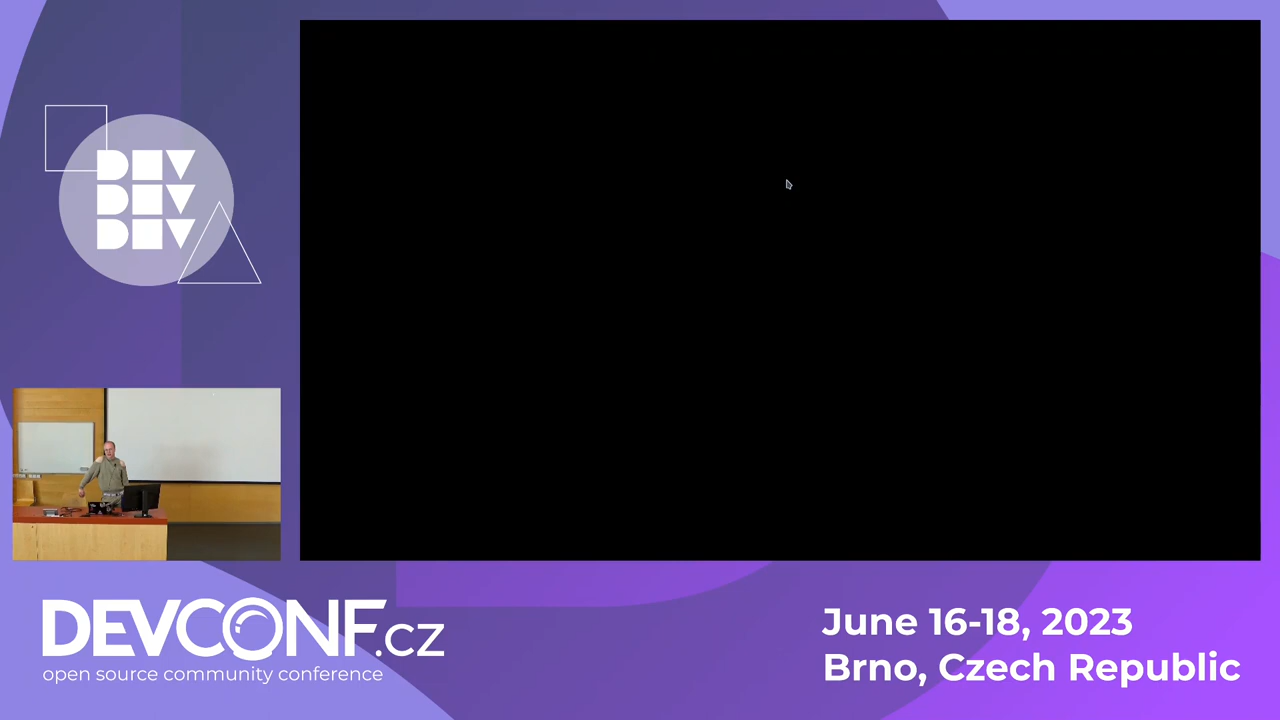 DEV
DEV
DEV
DEVCONF.cz
open source community conference
June 16-18, 2023
Brno, Czech Republic